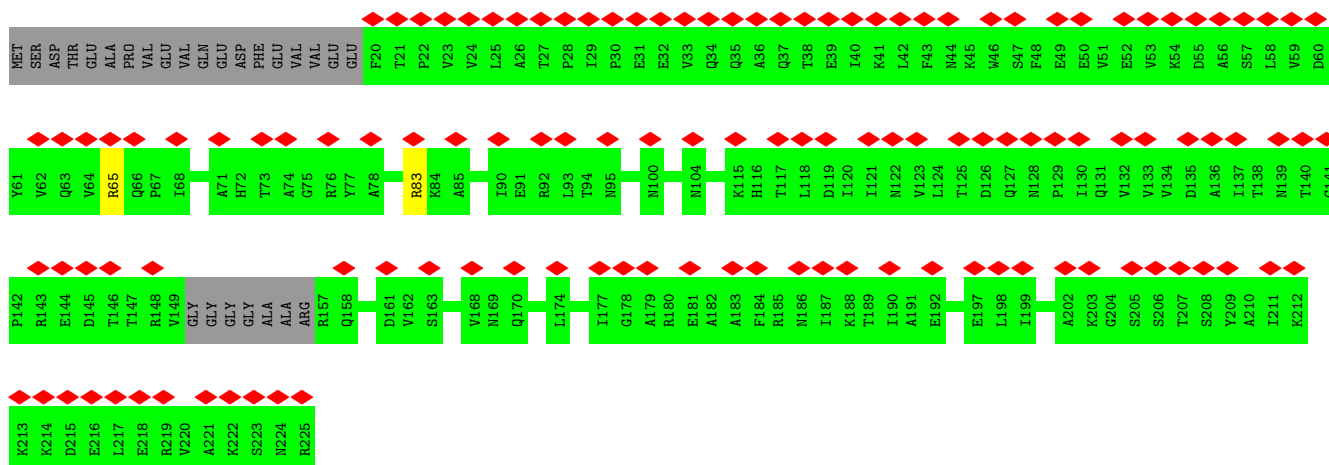 MET SER ASP THR GLU ALA PRO VAL GLU VAL GLN GLU ASP PHE GLU VAL VAL GLU GLU F20 T21 P22 V23 V24 L25 A26 T27 P28 I29 P30 E31 E32 V33 Q34 Q35 A36 Q37 T38 E39 I40 K41 L42 F43 N44 K45 W46 S47 F48 E49 E50 V51 E52 V53 K54 D55 A56 S57 L58 V59 D60
Y61 V62 Q63 V64 R65 Q66 P67 I68 A71 H72 T73 A74 G75 R76 Y77 A78 R83 K84 A85 I90 E91 R92 L93 T94 N95 N100 N104 K115 H116 T117 L118 D119 I120 I121 N122 V123 L124 T125 D126 Q127 N128 P129 I130 Q131 V132 V133 V134 D135 A136 I137 T138 N139 T140 G141
P142 R143 E144 D145 T146 T147 R148 V149 GLY GLY GLY GLY ALA ALA ARG R157 Q158 D161 V162 S163 V168 N169 Q170 L174 I177 G178 A179 R180 E181 A182 A183 F184 R185 N186 I187 K188 T189 I190 A191 E192 E197 L198 I199 A202 K203 G204 S205 S206 T207 S208 Y209 A210 I211 K212
K213 K214 D215 E216 L217 E218 R219 V220 A221 K222 S223 N224 R225